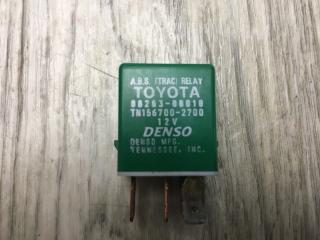 A.B.S. (TRAC) RELAY
TOYOTA
88263-08010
TN156700-2700
12V
DENSO
DENSO MFG.
TENNESSEE, INC.